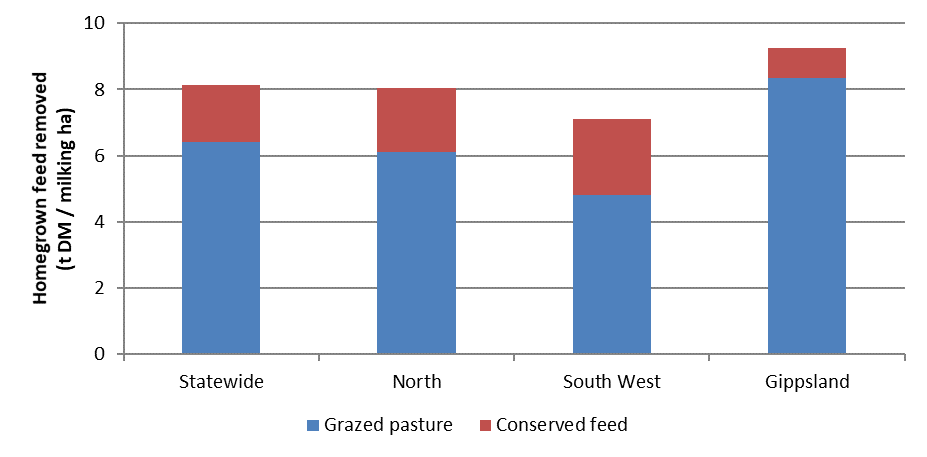 Homegrown feed removed
(t DM / milking ha)
10
8
6
4
2
0
Statewide North South West Gippsland
Grazed pasture Conserved feed